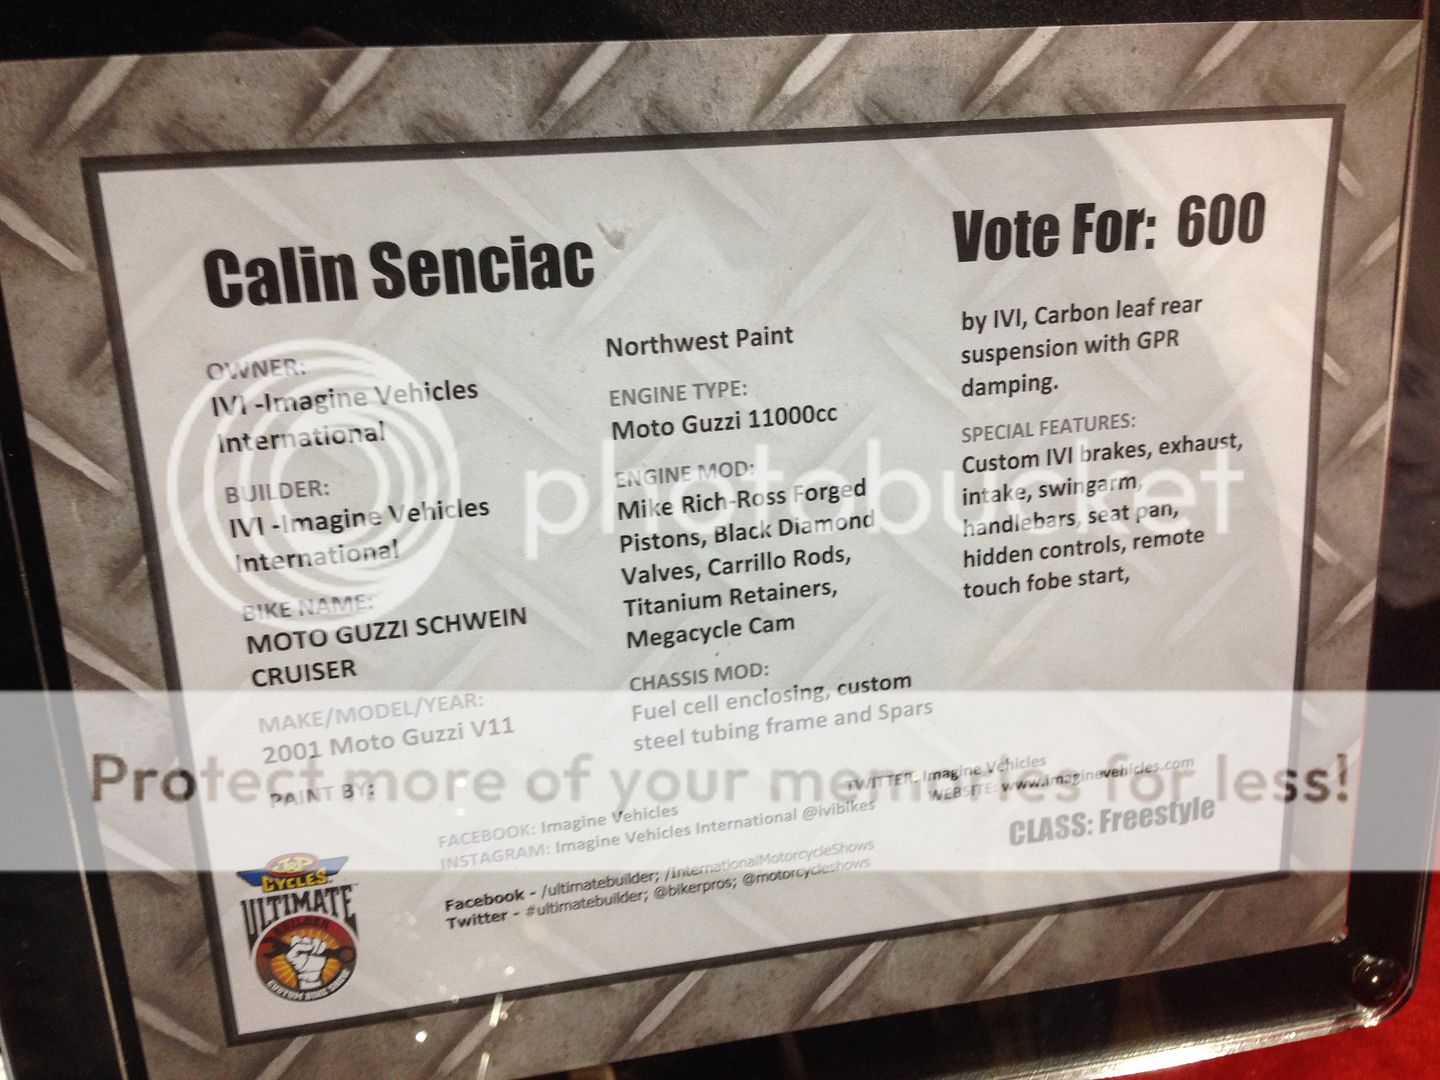 Calin Senciac
Vote For: 600
OWNER:
IVI -Imagine Vehicles
International
BUILDER:
IVI -Imagine Vehicles
International
BIKE NAME:
MOTO GUZZI SCHWEIN
CRUISER
MAKE/MODEL/YEAR:
2001 Moto Guzzi V11
PAINT BY:
Northwest Paint
ENGINE TYPE:
Moto Guzzi 11000cc
ENGINE MOD:
Mike Rich-Ross Forged
Pistons, Black Diamond
Valves, Carrillo Rods,
Titanium Retainers,
Megacycle Cam
CHASSIS MOD:
Fuel cell enclosing, custom
steel tubing frame and Spars
by IVI, Carbon leaf rear
suspension with GPR
damping.
SPECIAL FEATURES:
Custom IVI brakes, exhaust,
intake, swingarm,
handlebars, seat pan,
hidden controls, remote
touch fobe start,
FACEBOOK: Imagine Vehicles
TWITTER: Imagine Vehicles
INSTAGRAM: Imagine Vehicles International @ivibikes
WEBSITE: www.imaginevehicles.com
CLASS: Freestyle
Facebook - /ultimatebuilder; /InternationalMotorcycleShows
Twitter - #ultimatebuilder; @bikerpros; @motorcycleshows
J&P
CYCLES
ULTIMATE
BUILDER
CUSTOM BIKE SHOW
photobucket
Protect more of your memories for less!